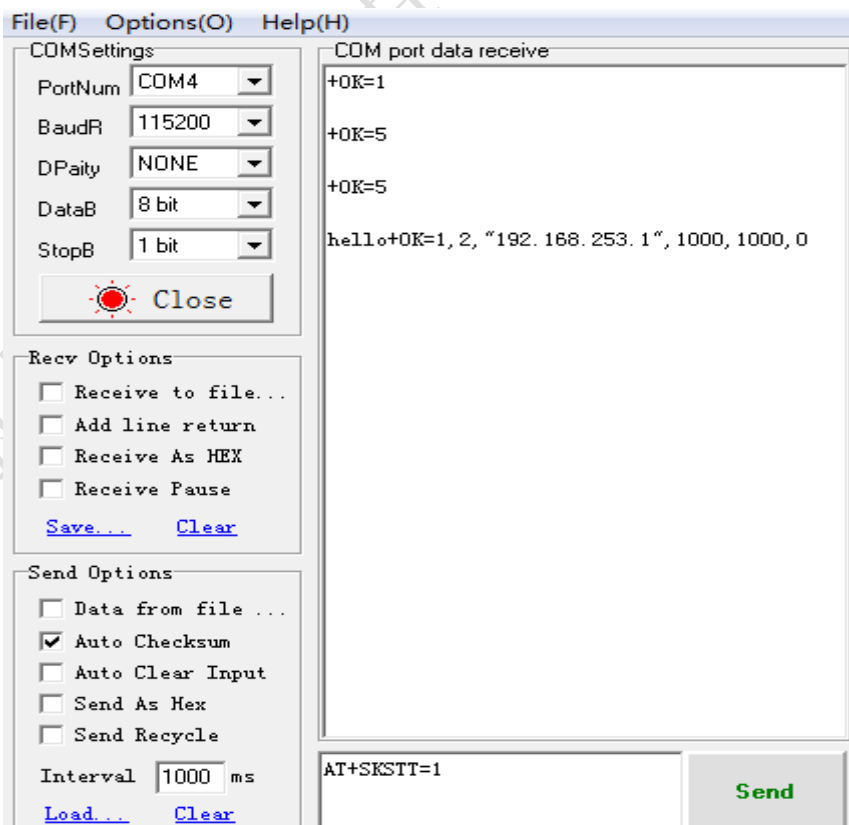 File(F) Options(O) Help(H)
COMSettings
PortNum COM4
BaudR 115200
DPaity NONE
DataB 8 bit
StopB 1 bit
Close
Recv Options
Receive to file...
Add line return
Receive As HEX
Receive Pause
Save... Clear
Send Options
Data from file ...
Auto Checksum
Auto Clear Input
Send As Hex
Send Recycle
Interval 1000 ms
Load... Clear
COM port data receive
+OK=1
+OK=5
+OK=5
hello+OK=1,2,"192.168.253.1",1000,1000,0
AT+SKSTT=1
Send